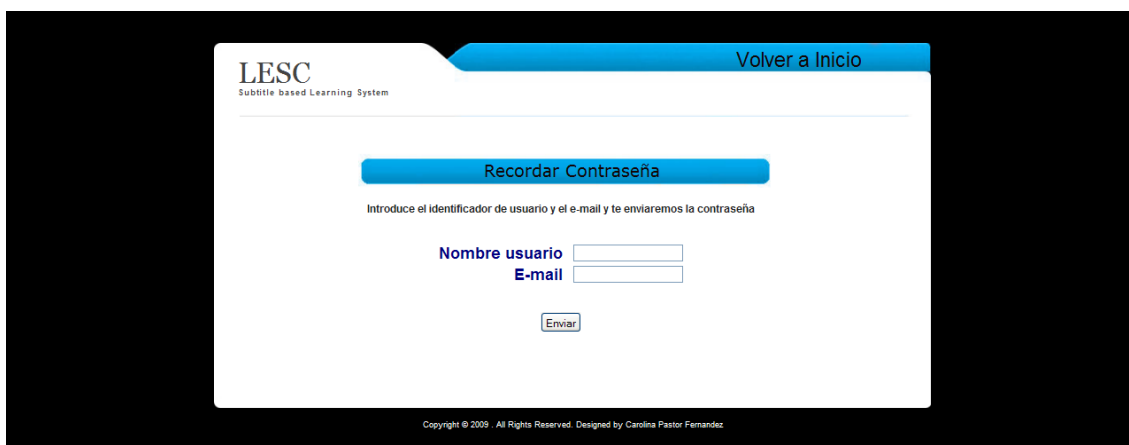 Volver a Inicio
LESC
Subtitle based Learning System
Recordar Contraseña
Introduce el identificador de usuario y el e-mail y te enviaremos la contraseña
Nombre usuario
E-mail
Enviar
Copyright © 2009 . All Rights Reserved. Designed by Carolina Pastor Fernandez